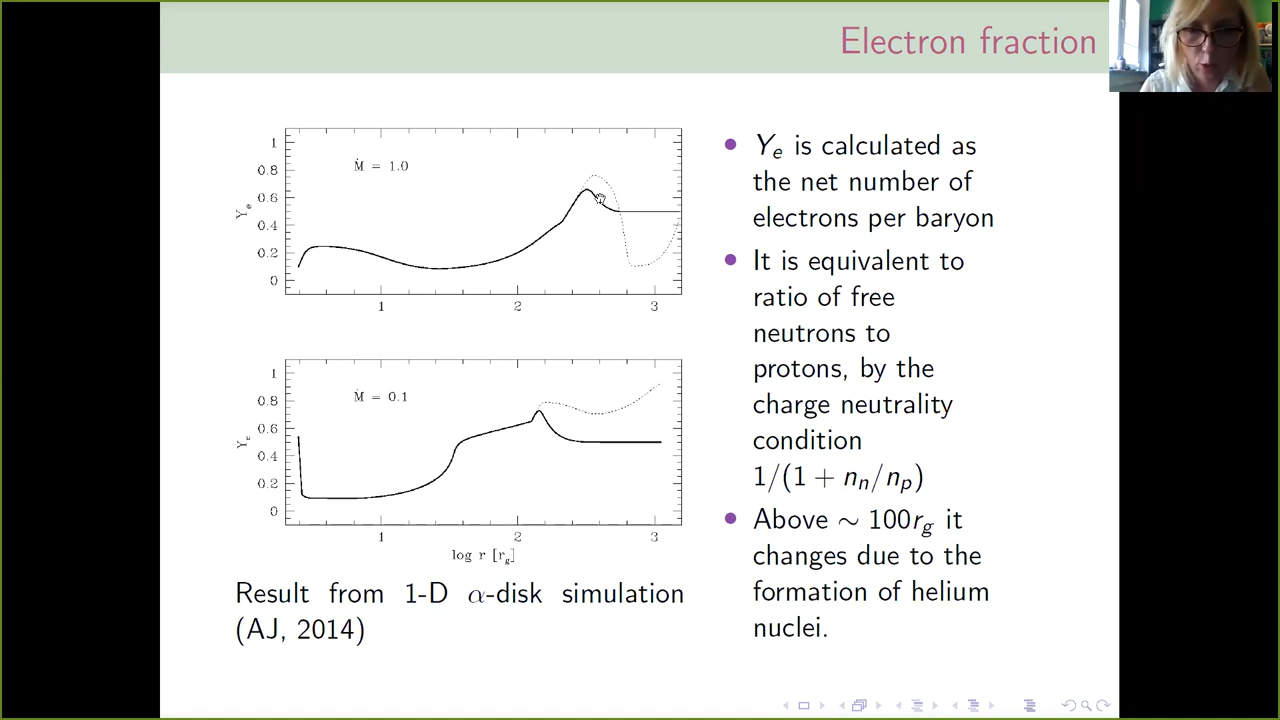 Electron fraction
1
0.8
0.6
0.4
0.2
0
Yₑ
Ṁ = 1.0
1 2 3
1
0.8
0.6
0.4
0.2
0
Yₑ
Ṁ = 0.1
1 2 3
log r [r_g]
Result from 1-D α-disk simulation
(AJ, 2014)
• Yₑ is calculated as
the net number of
electrons per baryon
• It is equivalent to
ratio of free
neutrons to
protons, by the
charge neutrality
condition
1/(1 + nₙ/nₚ)
• Above ∼ 100r_g it
changes due to the
formation of helium
nuclei.